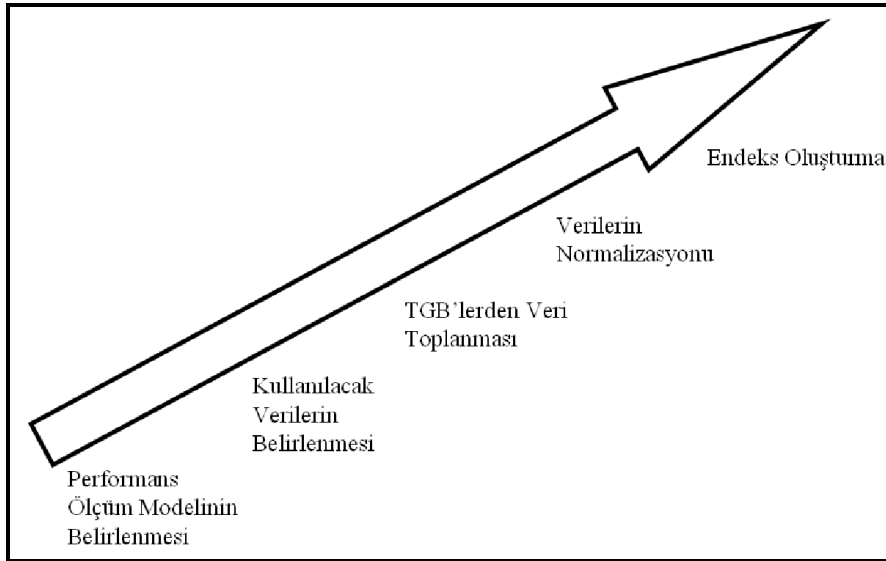 Endeks Oluşturma
Verilerin
Normalizasyonu
TGB’lerden Veri
Toplanması
Kullanılacak
Verilerin
Belirlenmesi
Performans
Ölçüm Modelinin
Belirlenmesi